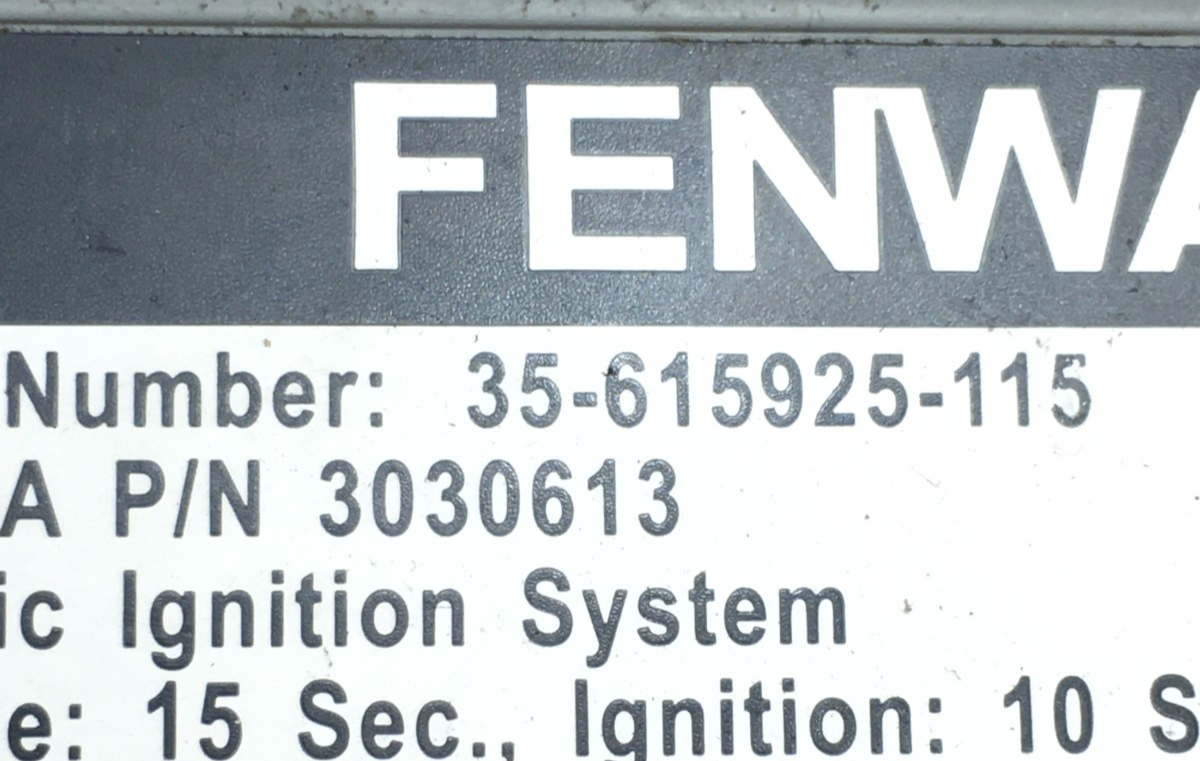 FENWA
Number: 35-615925-115
A P/N 3030613
ic Ignition System
e: 15 Sec., Ignition: 10 S